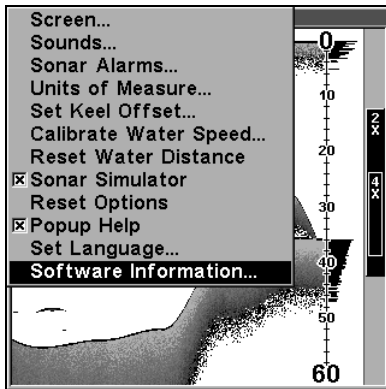 Screen...
Sounds...
Sonar Alarms...
Units of Measure...
Set Keel Offset...
Calibrate Water Speed...
Reset Water Distance
Sonar Simulator
Reset Options
Popup Help
Set Language...
Software Information...
0
10
20
30
40
50
60
2X
4X